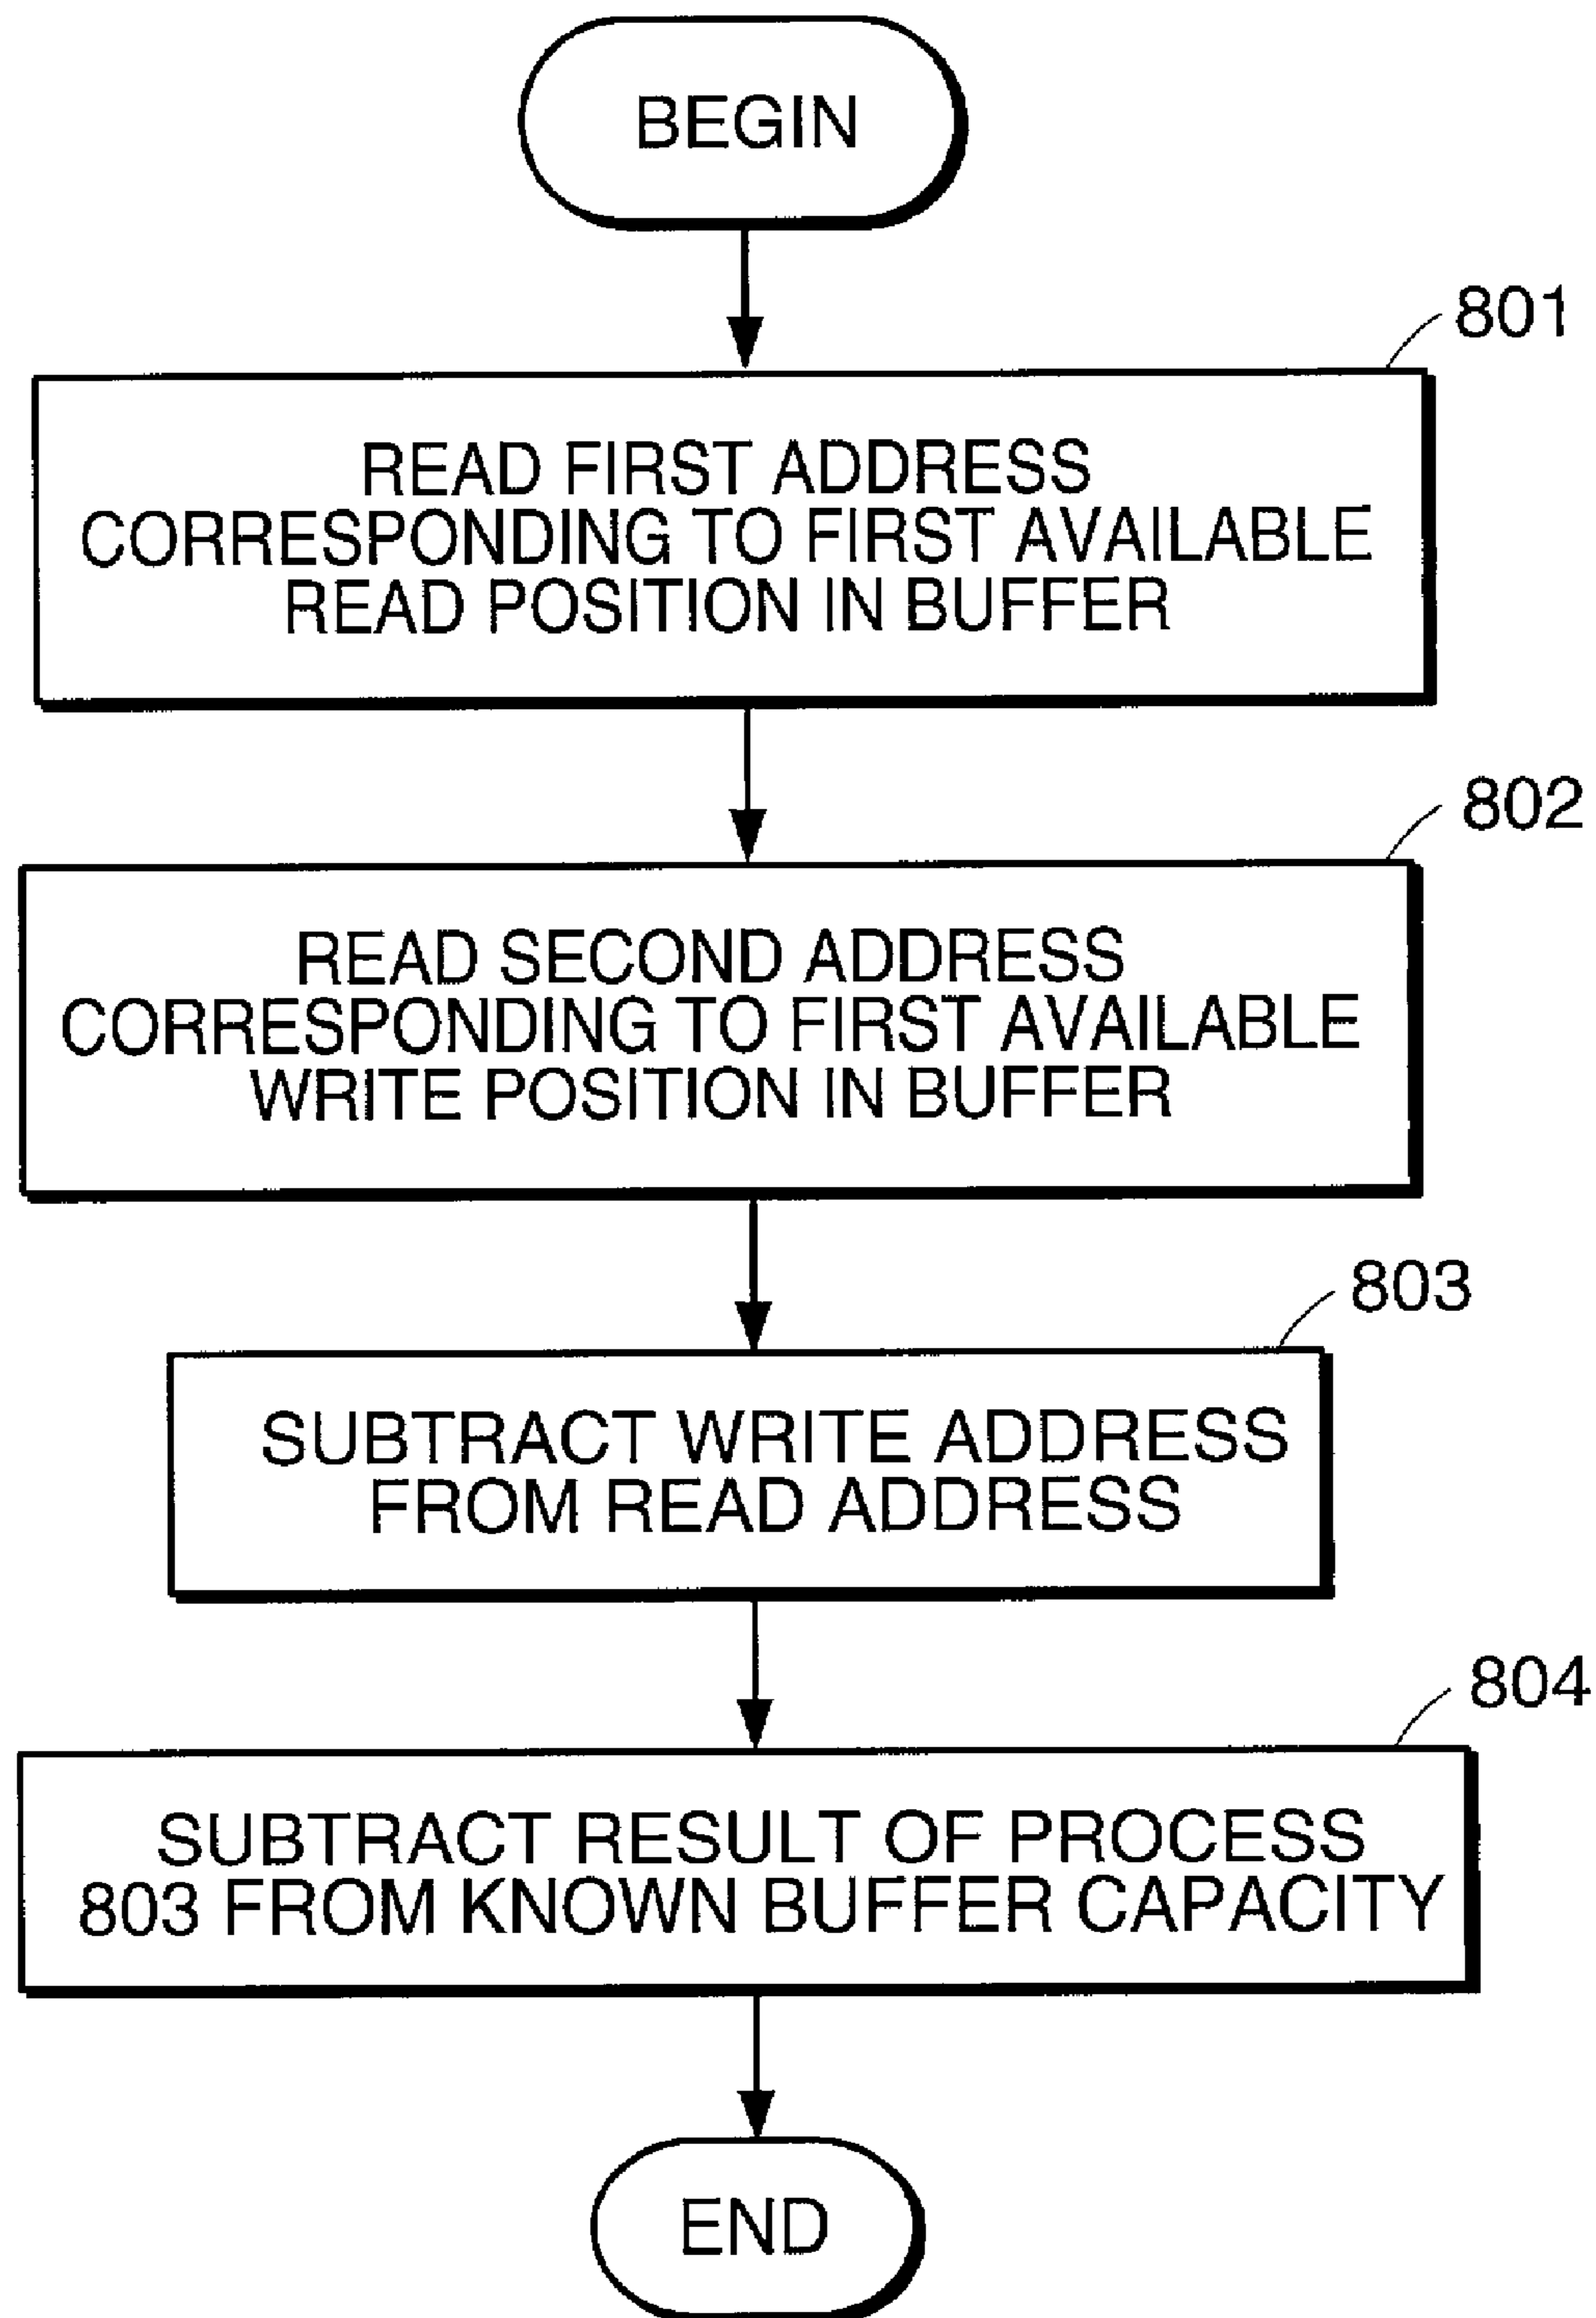 BEGIN
801
READ FIRST ADDRESS
CORRESPONDING TO FIRST AVAILABLE
READ POSITION IN BUFFER
802
READ SECOND ADDRESS
CORRESPONDING TO FIRST AVAILABLE
WRITE POSITION IN BUFFER
803
SUBTRACT WRITE ADDRESS
FROM READ ADDRESS
804
SUBTRACT RESULT OF PROCESS
803 FROM KNOWN BUFFER CAPACITY
END